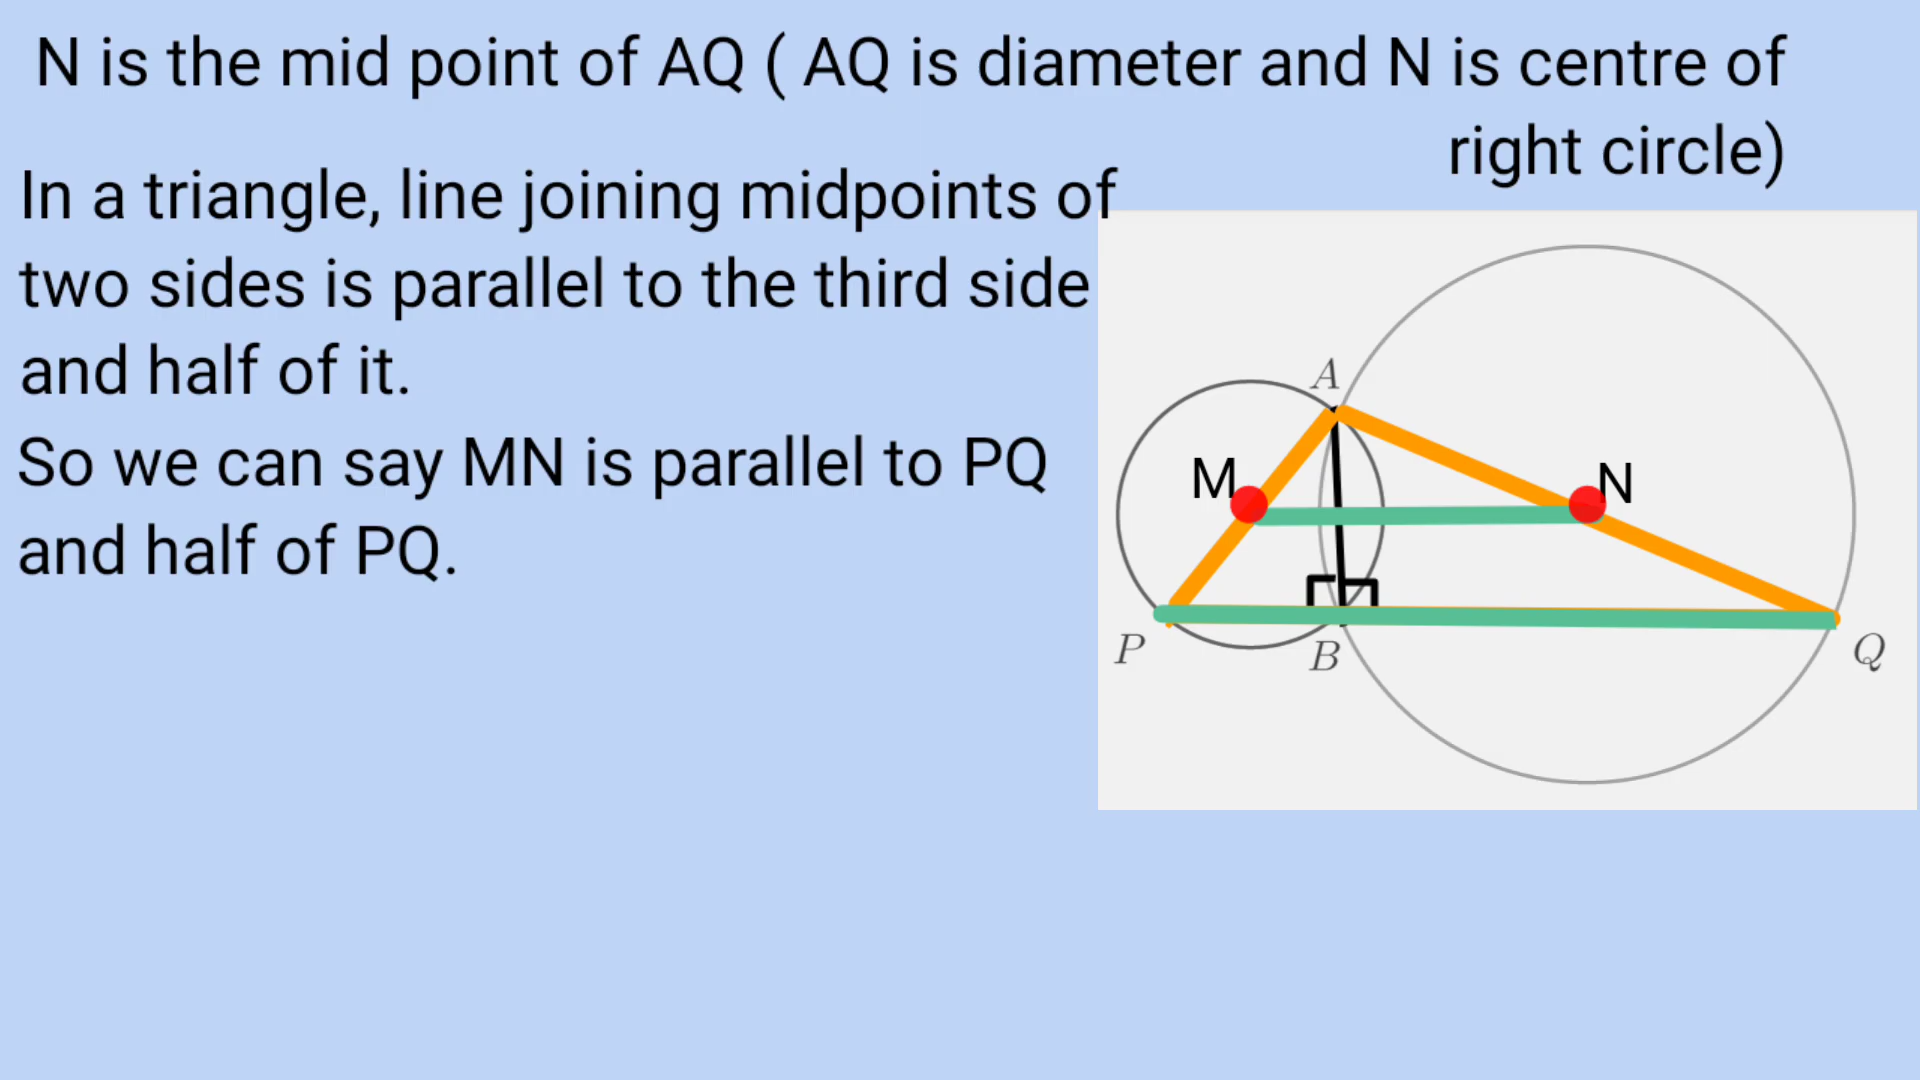 N is the mid point of AQ ( AQ is diameter and N is centre of
right circle)
In a triangle, line joining midpoints of
two sides is parallel to the third side
and half of it.
So we can say MN is parallel to PQ
and half of PQ.
A
M
N
P
B
Q